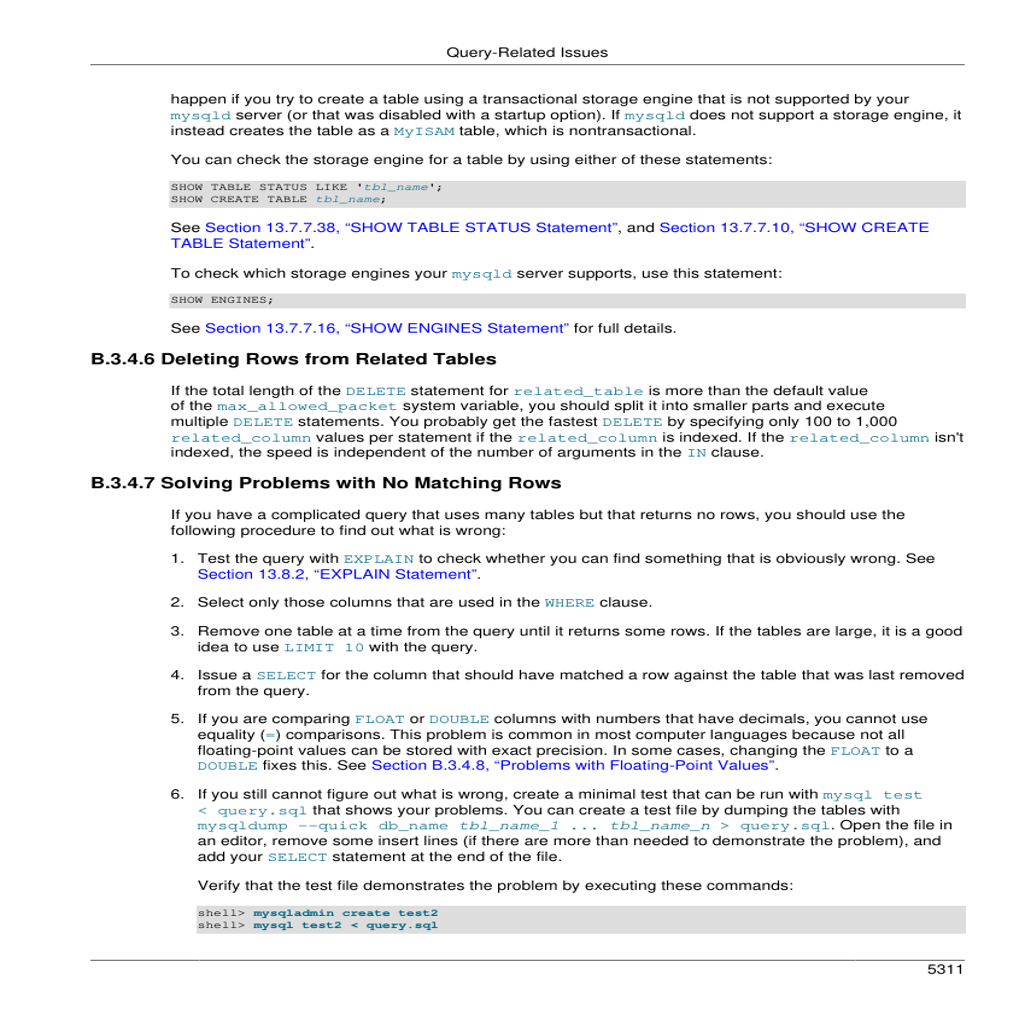 Query-Related Issues
happen if you try to create a table using a transactional storage engine that is not supported by your
mysqld server (or that was disabled with a startup option). If mysqld does not support a storage engine, it
instead creates the table as a MyISAM table, which is nontransactional.
You can check the storage engine for a table by using either of these statements:
SHOW TABLE STATUS LIKE 'tbl_name';
SHOW CREATE TABLE tbl_name;
See Section 13.7.7.38, “SHOW TABLE STATUS Statement”, and Section 13.7.7.10, “SHOW CREATE
TABLE Statement”.
To check which storage engines your mysqld server supports, use this statement:
SHOW ENGINES;
See Section 13.7.7.16, “SHOW ENGINES Statement” for full details.
B.3.4.6 Deleting Rows from Related Tables
If the total length of the DELETE statement for related_table is more than the default value
of the max_allowed_packet system variable, you should split it into smaller parts and execute
multiple DELETE statements. You probably get the fastest DELETE by specifying only 100 to 1,000
related_column values per statement if the related_column is indexed. If the related_column isn't
indexed, the speed is independent of the number of arguments in the IN clause.
B.3.4.7 Solving Problems with No Matching Rows
If you have a complicated query that uses many tables but that returns no rows, you should use the
following procedure to find out what is wrong:
1. Test the query with EXPLAIN to check whether you can find something that is obviously wrong. See
Section 13.8.2, “EXPLAIN Statement”.
2. Select only those columns that are used in the WHERE clause.
3. Remove one table at a time from the query until it returns some rows. If the tables are large, it is a good
idea to use LIMIT 10 with the query.
4. Issue a SELECT for the column that should have matched a row against the table that was last removed
from the query.
5. If you are comparing FLOAT or DOUBLE columns with numbers that have decimals, you cannot use
equality (=) comparisons. This problem is common in most computer languages because not all
floating-point values can be stored with exact precision. In some cases, changing the FLOAT to a
DOUBLE fixes this. See Section B.3.4.8, “Problems with Floating-Point Values”.
6. If you still cannot figure out what is wrong, create a minimal test that can be run with mysql test
< query.sql that shows your problems. You can create a test file by dumping the tables with
mysqldump --quick db_name tbl_name_1 ... tbl_name_n > query.sql. Open the file in
an editor, remove some insert lines (if there are more than needed to demonstrate the problem), and
add your SELECT statement at the end of the file.
Verify that the test file demonstrates the problem by executing these commands:
shell> mysqladmin create test2
shell> mysql test2 < query.sql
5311